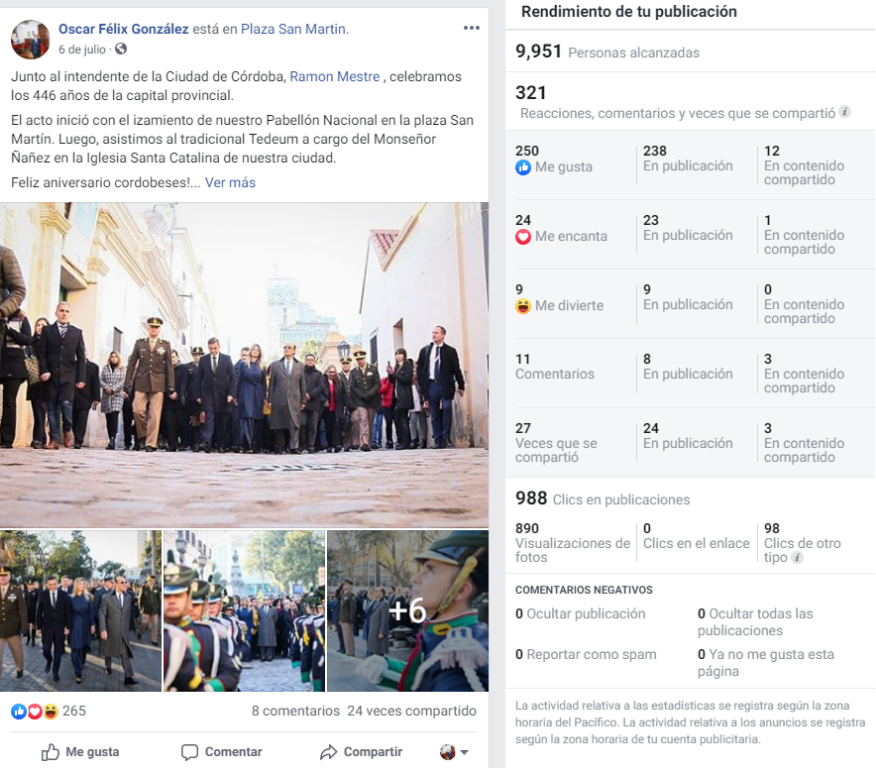 Oscar Félix González está en Plaza San Martin.
6 de julio ·
Junto al intendente de la Ciudad de Córdoba, Ramon Mestre , celebramos
los 446 años de la capital provincial.
El acto inició con el izamiento de nuestro Pabellón Nacional en la plaza San
Martín. Luego, asistimos al tradicional Tedeum a cargo del Monseñor
Ñañez en la Iglesia Santa Catalina de nuestra ciudad.
Feliz aniversario cordobeses!... Ver más
+6
265
8 comentarios 24 veces compartido
Me gusta
Comentar
Compartir
Rendimiento de tu publicación
9,951 Personas alcanzadas
321
Reacciones, comentarios y veces que se compartió
250
Me gusta
238
En publicación
12
En contenido
compartido
24
Me encanta
23
En publicación
1
En contenido
compartido
9
Me divierte
9
En publicación
0
En contenido
compartido
11
Comentarios
8
En publicación
3
En contenido
compartido
27
Veces que se
compartió
24
En publicación
3
En contenido
compartido
988 Clics en publicaciones
890
Visualizaciones de
fotos
0
Clics en el enlace
98
Clics de otro
tipo
COMENTARIOS NEGATIVOS
0 Ocultar publicación
0 Ocultar todas las
publicaciones
0 Reportar como spam
0 Ya no me gusta esta
página
La actividad relativa a las estadísticas se registra según la zona
horaria del Pacífico. La actividad relativa a los anuncios se registra
según la zona horaria de tu cuenta publicitaria.